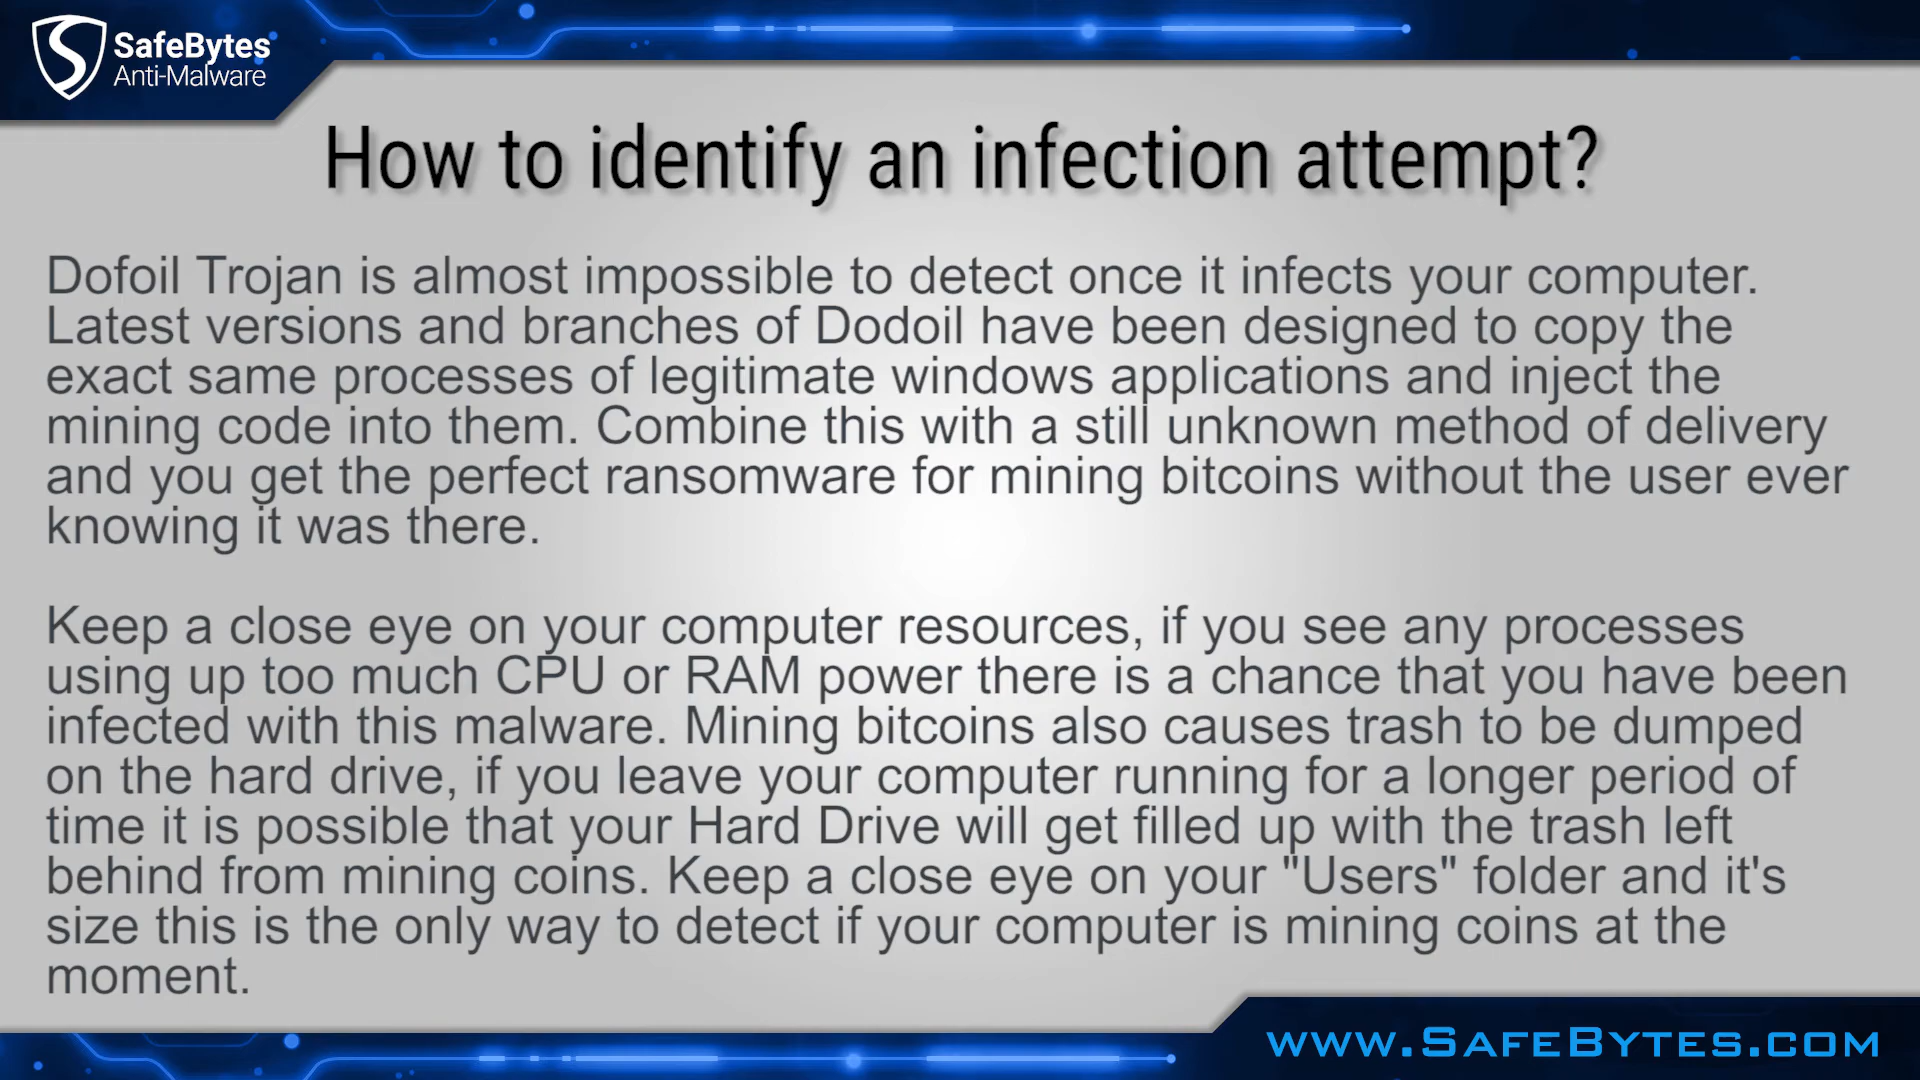 SafeBytes
Anti-Malware
How to identify an infection attempt?
Dofoil Trojan is almost impossible to detect once it infects your computer.
Latest versions and branches of Dodoil have been designed to copy the
exact same processes of legitimate windows applications and inject the
mining code into them. Combine this with a still unknown method of delivery
and you get the perfect ransomware for mining bitcoins without the user ever
knowing it was there.
Keep a close eye on your computer resources, if you see any processes
using up too much CPU or RAM power there is a chance that you have been
infected with this malware. Mining bitcoins also causes trash to be dumped
on the hard drive, if you leave your computer running for a longer period of
time it is possible that your Hard Drive will get filled up with the trash left
behind from mining coins. Keep a close eye on your "Users" folder and it's
size this is the only way to detect if your computer is mining coins at the
moment.
www.SafeBytes.com